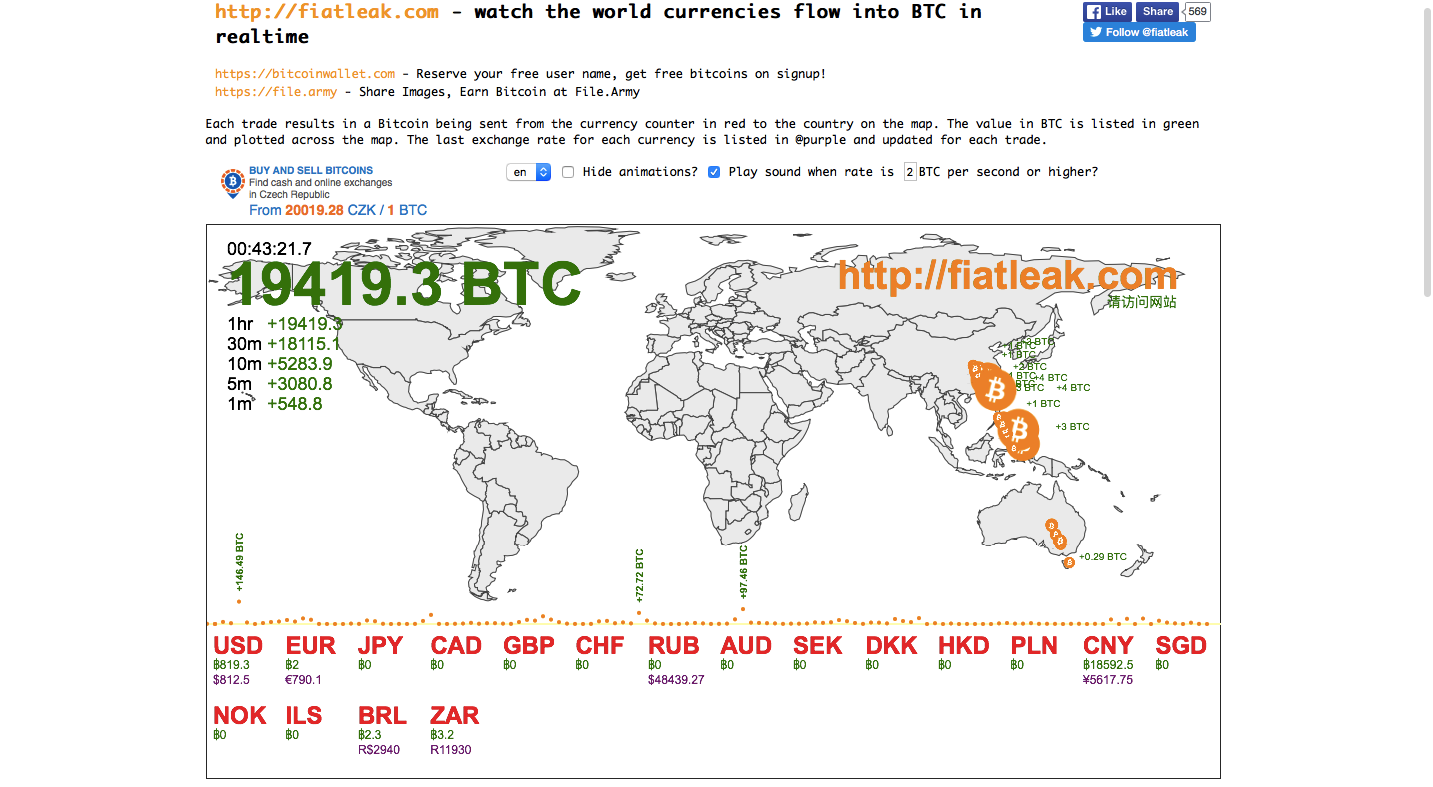 http://fiatleak.com - watch the world currencies flow into BTC in
realtime
Like Share 569
Follow @fiatleak
https://bitcoinwallet.com - Reserve your free user name, get free bitcoins on signup!
https://file.army - Share Images, Earn Bitcoin at File.Army
Each trade results in a Bitcoin being sent from the currency counter in red to the country on the map. The value in BTC is listed in green
and plotted across the map. The last exchange rate for each currency is listed in @purple and updated for each trade.
BUY AND SELL BITCOINS
Find cash and online exchanges
in Czech Republic
From 20019.28 CZK / 1 BTC
en Hide animations? Play sound when rate is 2 BTC per second or higher?
00:43:21.7
19419.3 BTC
http://fiatleak.com
请访问网站
1hr +19419.3
30m +18115.1
10m +5283.9
5m +3080.8
1m +548.8
+2 BTC
+4 BTC
+4 BTC
+1 BTC
+3 BTC
+0.29 BTC
+146.49 BTC
+72.72 BTC
+97.46 BTC
USD EUR JPY CAD GBP CHF RUB AUD SEK DKK HKD PLN CNY SGD
฿819.3 ฿2 ฿0 ฿0 ฿0 ฿0 ฿0 ฿0 ฿0 ฿0 ฿0 ฿0 ฿18592.5 ฿0
$812.5 €790.1 $48439.27 ¥5617.75
NOK ILS BRL ZAR
฿0 ฿0 ฿2.3 ฿3.2
R$2940 R11930